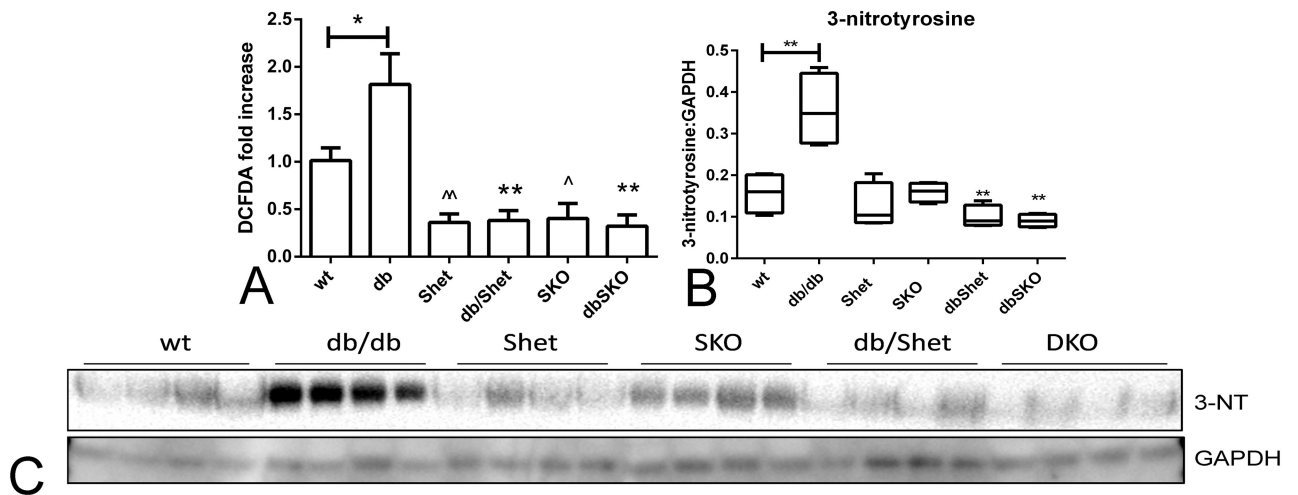 2.5
2.0
1.5
1.0
0.5
0.0
DCFDA fold increase
*
^^
**
^
**
wt
db
Shet
db/Shet
SKO
dbSKO
A
3-nitrotyrosine
0.5
0.4
0.3
0.2
0.1
0.0
3-nitrotyrosine:GAPDH
**
**
**
wt
db/db
Shet
SKO
dbShet
dbSKO
B
wt db/db Shet SKO db/Shet DKO
3-NT
GAPDH
C